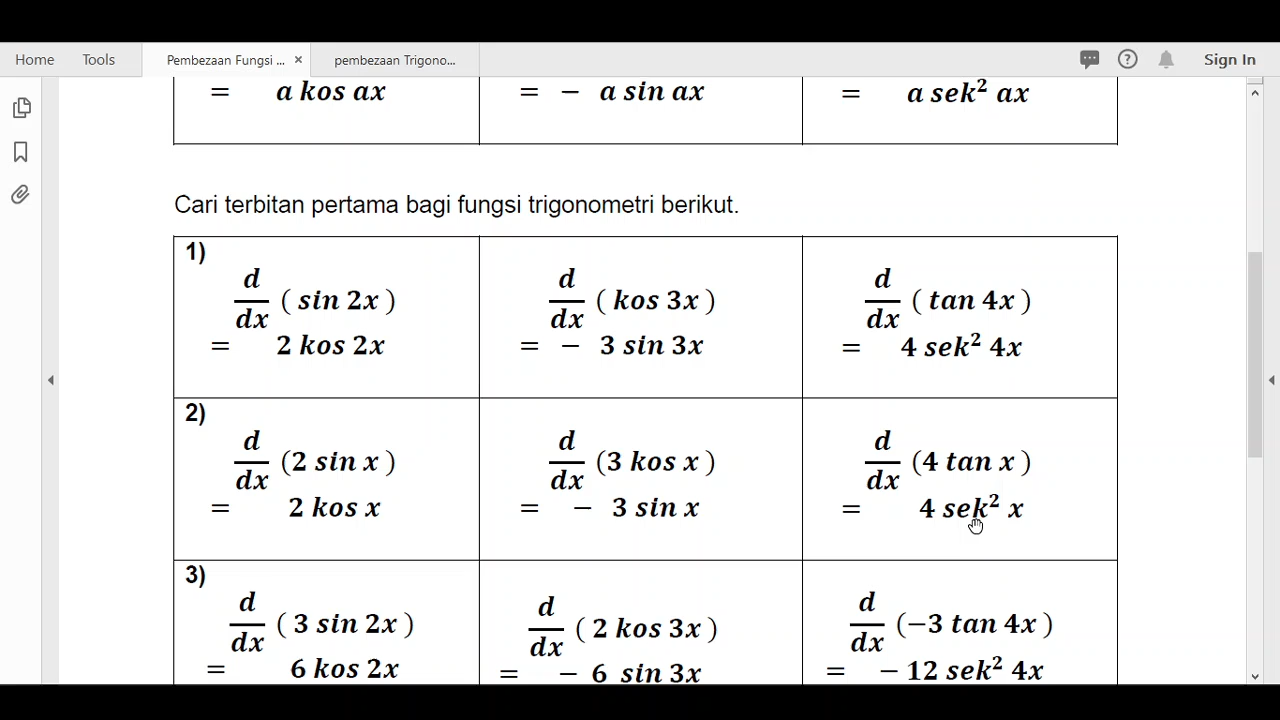 Home Tools Pembezaan Fungsi ... × pembezaan Trigono... Sign In
= a kos ax = − a sin ax = a sek² ax
Cari terbitan pertama bagi fungsi trigonometri berikut.
1)
d/dx ( sin 2x ) d/dx ( kos 3x ) d/dx ( tan 4x )
= 2 kos 2x = − 3 sin 3x = 4 sek² 4x
2)
d/dx (2 sin x ) d/dx (3 kos x ) d/dx (4 tan x )
= 2 kos x = − 3 sin x = 4 sek² x
3)
d/dx ( 3 sin 2x ) d/dx ( 2 kos 3x ) d/dx (−3 tan 4x )
= 6 kos 2x = − 6 sin 3x = − 12 sek² 4x